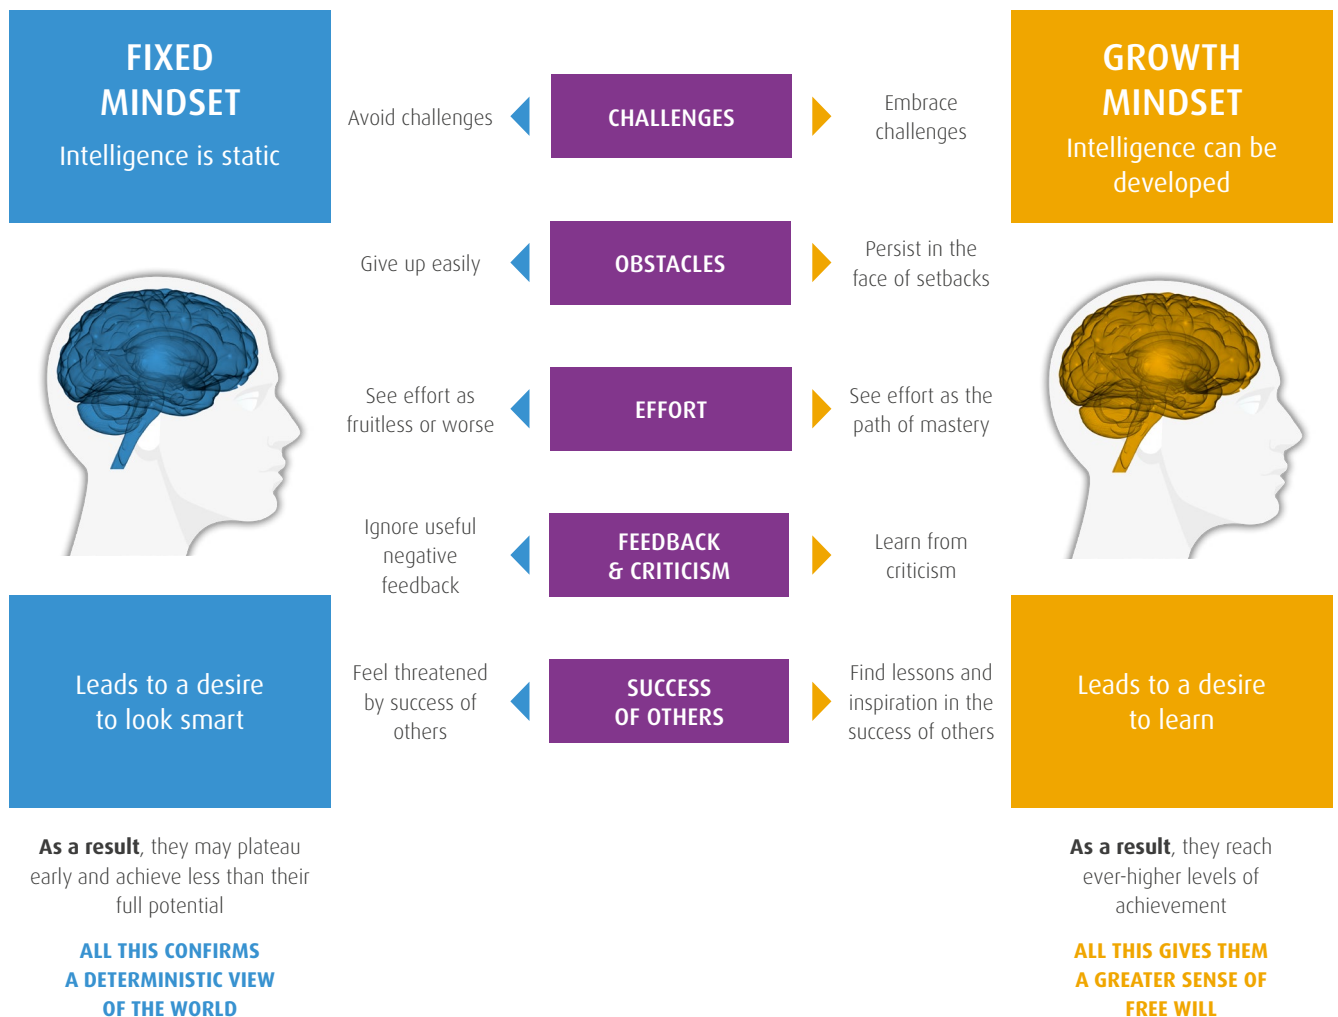 FIXED
MINDSET
Intelligence is static
Avoid challenges
CHALLENGES
Embrace
challenges
GROWTH
MINDSET
Intelligence can be
developed
Give up easily
OBSTACLES
Persist in the
face of setbacks
See effort as
fruitless or worse
EFFORT
See effort as the
path of mastery
Ignore useful
negative
feedback
FEEDBACK
& CRITICISM
Learn from
criticism
Leads to a desire
to look smart
Feel threatened
by success of
others
SUCCESS
OF OTHERS
Find lessons and
inspiration in the
success of others
Leads to a desire
to learn
As a result, they may plateau
early and achieve less than their
full potential
ALL THIS CONFIRMS
A DETERMINISTIC VIEW
OF THE WORLD
As a result, they reach
ever-higher levels of
achievement
ALL THIS GIVES THEM
A GREATER SENSE OF
FREE WILL